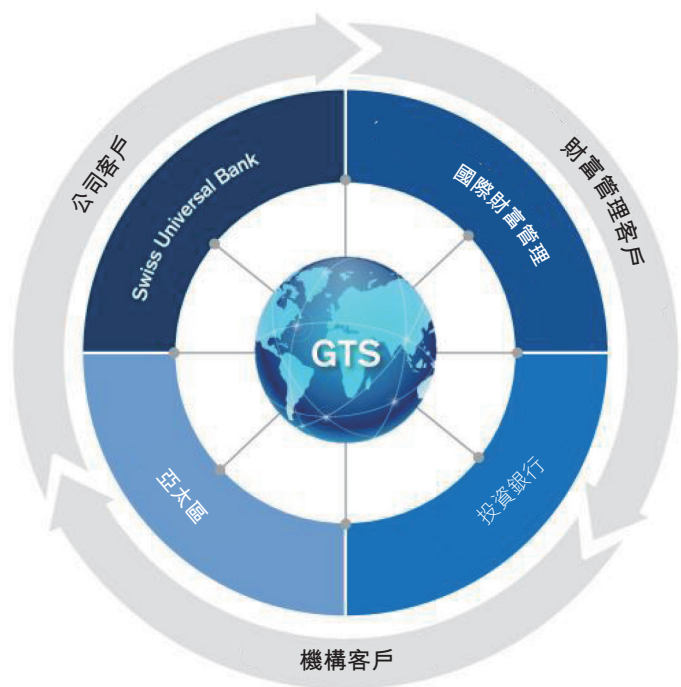 公司客戶
財富管理客戶
Swiss Universal Bank
國際財富管理
GTS
亞太區
投資銀行
機構客戶